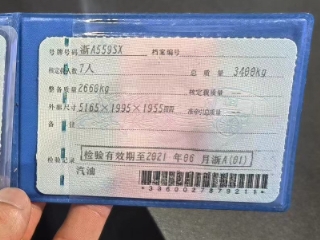 号牌号码 浙A5595X 档案编号
核定载人数 7人 总质量 3400kg
整备质量 2660kg 核定载质量 --
外廓尺寸 5165×1995×1955mm 准牵引总质量 --
备注
检验记录 检验有效期至2021年06月浙A(01)
汽油